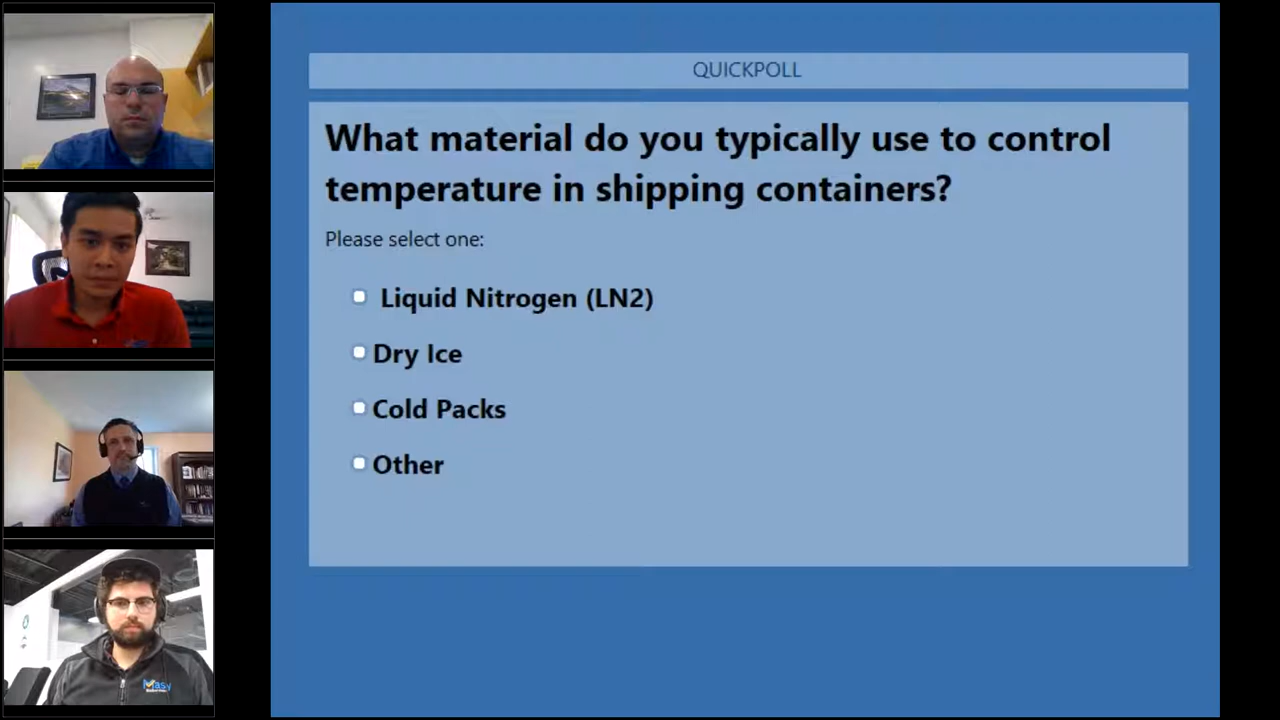 QUICKPOLL
What material do you typically use to control
temperature in shipping containers?
Please select one:
Liquid Nitrogen (LN2)
Dry Ice
Cold Packs
Other
Masy